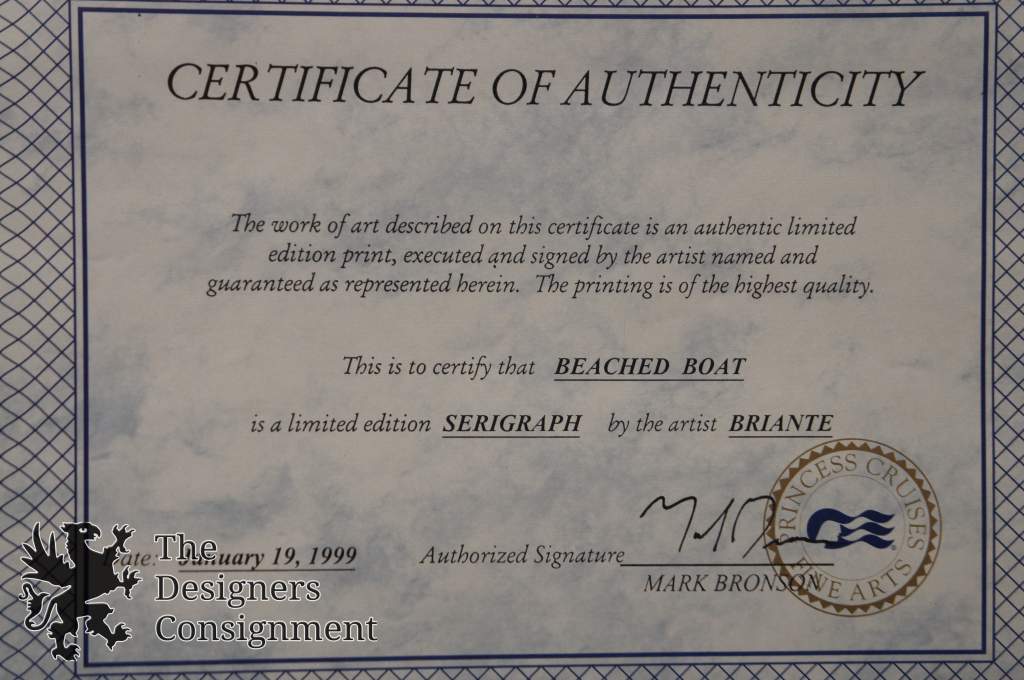 CERTIFICATE OF AUTHENTICITY
The work of art described on this certificate is an authentic limited
edition print, executed and signed by the artist named and
guaranteed as represented herein. The printing is of the highest quality.
This is to certify that BEACHED BOAT
is a limited edition SERIGRAPH by the artist BRIANTE
Date: January 19, 1999 Authorized Signature
MARK BRONSON
PRINCESS CRUISES
FINE ARTS
The
Designers
Consignment